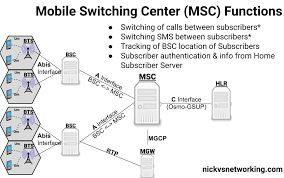 Mobile Switching Center (MSC) Functions
● Switching of calls between subscribers*
● Switching SMS between subscribers*
● Tracking of BSC location of Subscribers
● Subscriber authentication & info from Home
Subscriber Server
BTS
BTS
Abis
Interface
BSC
A Interface
BSC <-> MSC
MSC
HLR
C Interface
(Osmo-GSUP)
BTS
BTS
Abis
Interface
BSC
A Interface
BSC <-> MSC
MGCP
RTP
MGW
nickvsnetworking.com